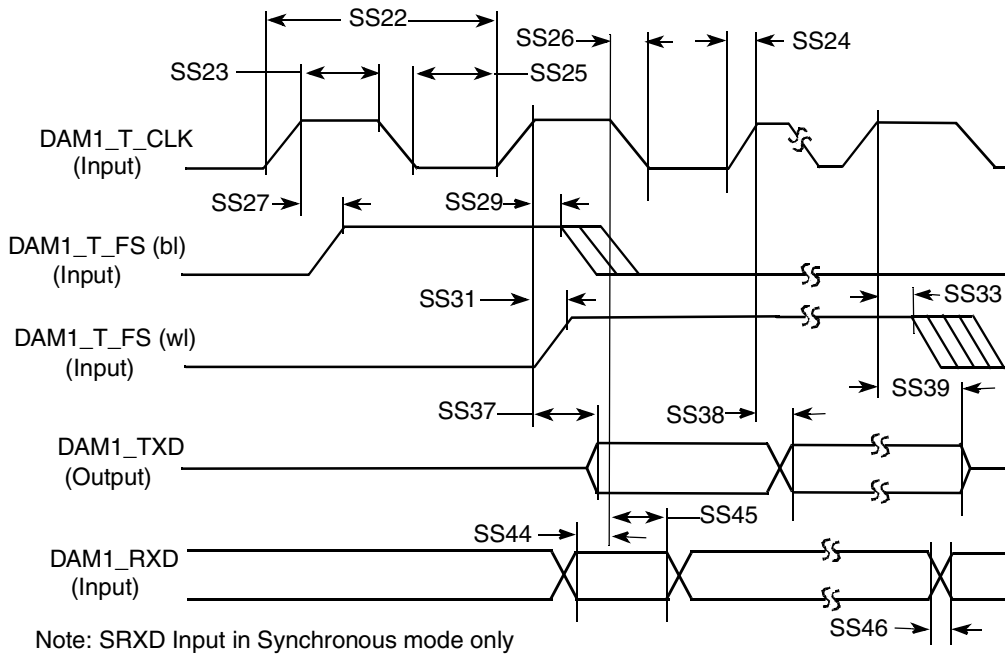 SS22
SS26
SS24
SS23
SS25
DAM1_T_CLK
(Input)
SS27
SS29
DAM1_T_FS (bl)
(Input)
SS31
SS33
DAM1_T_FS (wl)
(Input)
SS39
SS37
SS38
DAM1_TXD
(Output)
SS45
SS44
DAM1_RXD
(Input)
SS46
Note: SRXD Input in Synchronous mode only